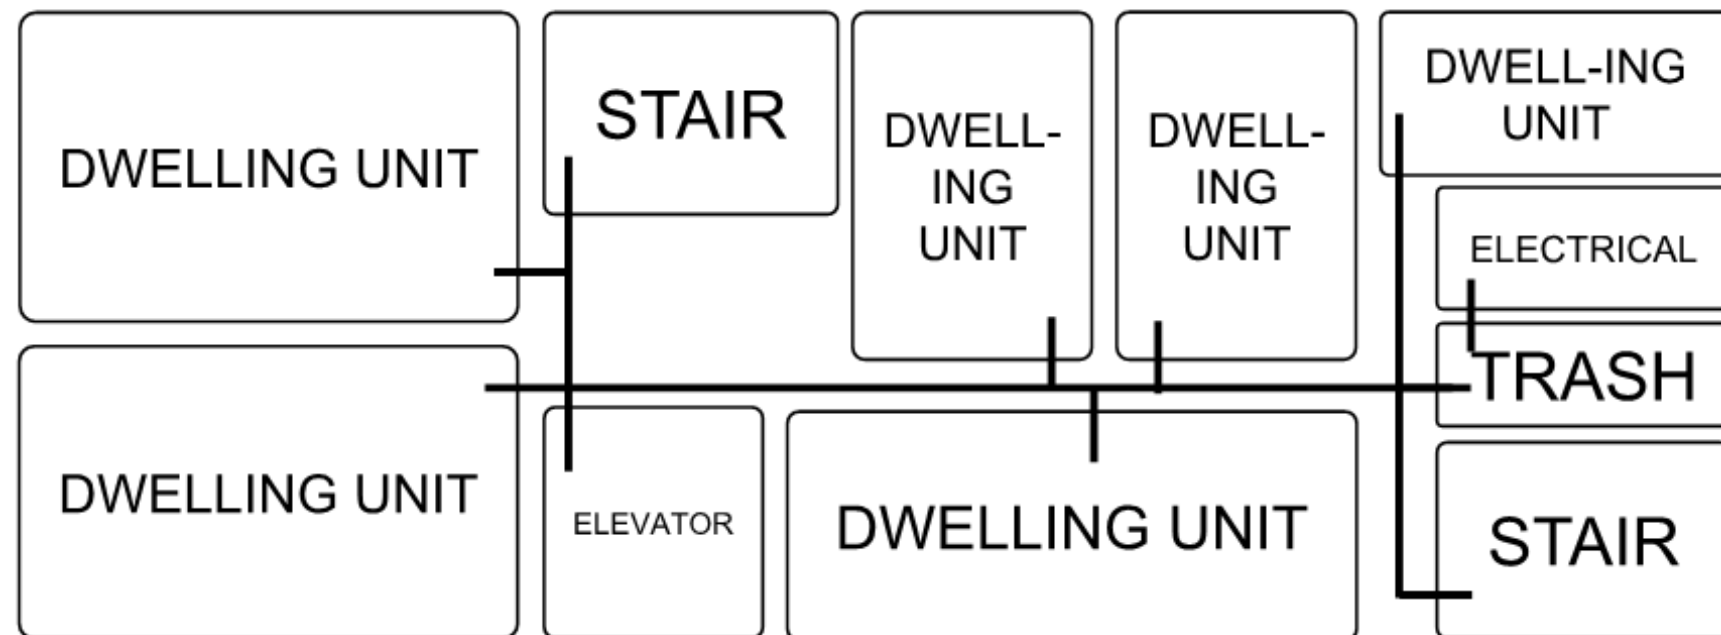 DWELLING UNIT
STAIR
DWELL-
ING
UNIT
DWELL-
ING
UNIT
DWELL-ING
UNIT
ELECTRICAL
TRASH
DWELLING UNIT
ELEVATOR
DWELLING UNIT
STAIR